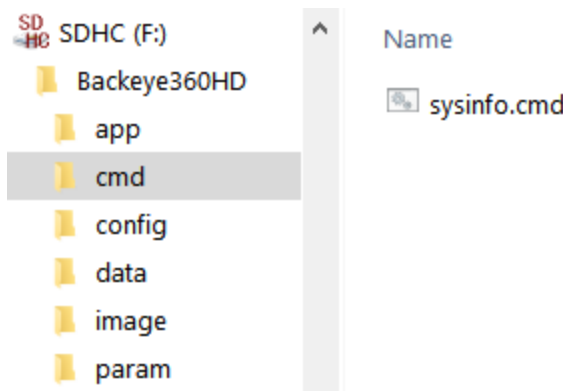 SD
HC
SDHC (F:)
Backeye360HD
app
cmd
config
data
image
param
Name
sysinfo.cmd